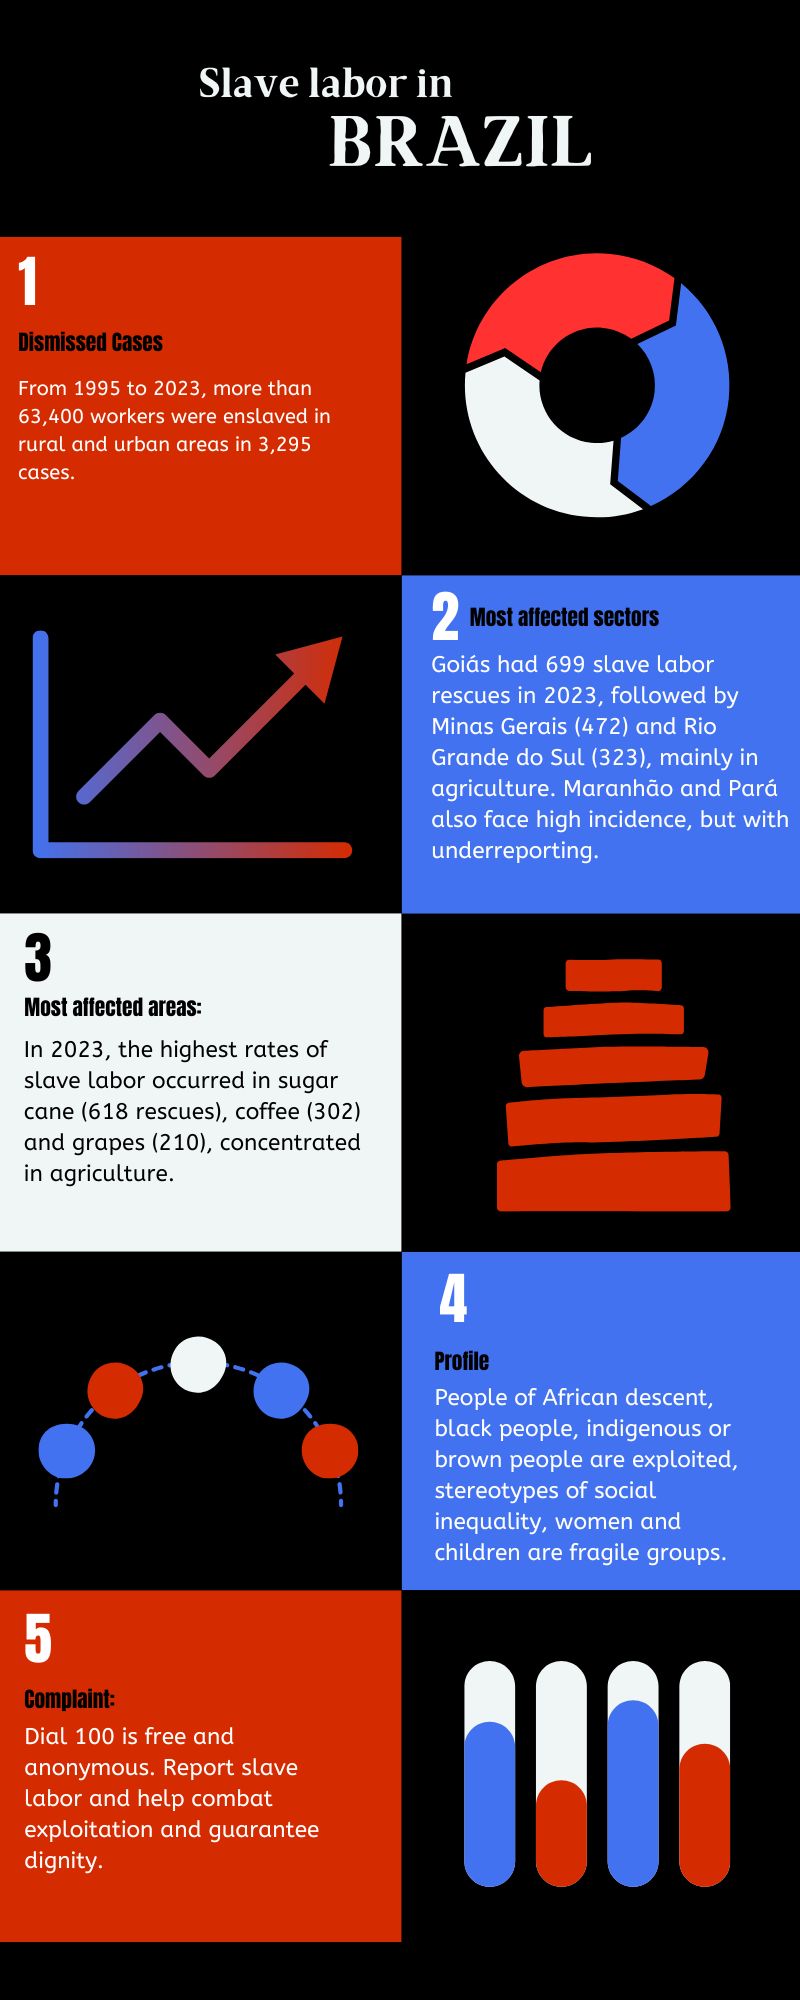 Slave labor in
BRAZIL
1
Dismissed Cases
From 1995 to 2023, more than
63,400 workers were enslaved in
rural and urban areas in 3,295
cases.
2 Most affected sectors
Goiás had 699 slave labor
rescues in 2023, followed by
Minas Gerais (472) and Rio
Grande do Sul (323), mainly in
agriculture. Maranhão and Pará
also face high incidence, but with
underreporting.
3
Most affected areas:
In 2023, the highest rates of
slave labor occurred in sugar
cane (618 rescues), coffee (302)
and grapes (210), concentrated
in agriculture.
4
Profile
People of African descent,
black people, indigenous or
brown people are exploited,
stereotypes of social
inequality, women and
children are fragile groups.
5
Complaint:
Dial 100 is free and
anonymous. Report slave
labor and help combat
exploitation and guarantee
dignity.